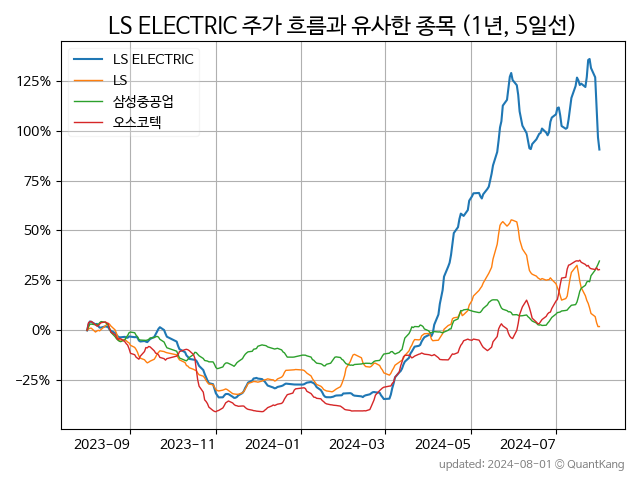 LS ELECTRIC 주가 흐름과 유사한 종목 (1년, 5일선)
LS ELECTRIC
LS
삼성중공업
오스코텍
125%
100%
75%
50%
25%
0%
−25%
2023-09
2023-11
2024-01
2024-03
2024-05
2024-07
updated: 2024-08-01 © QuantKang